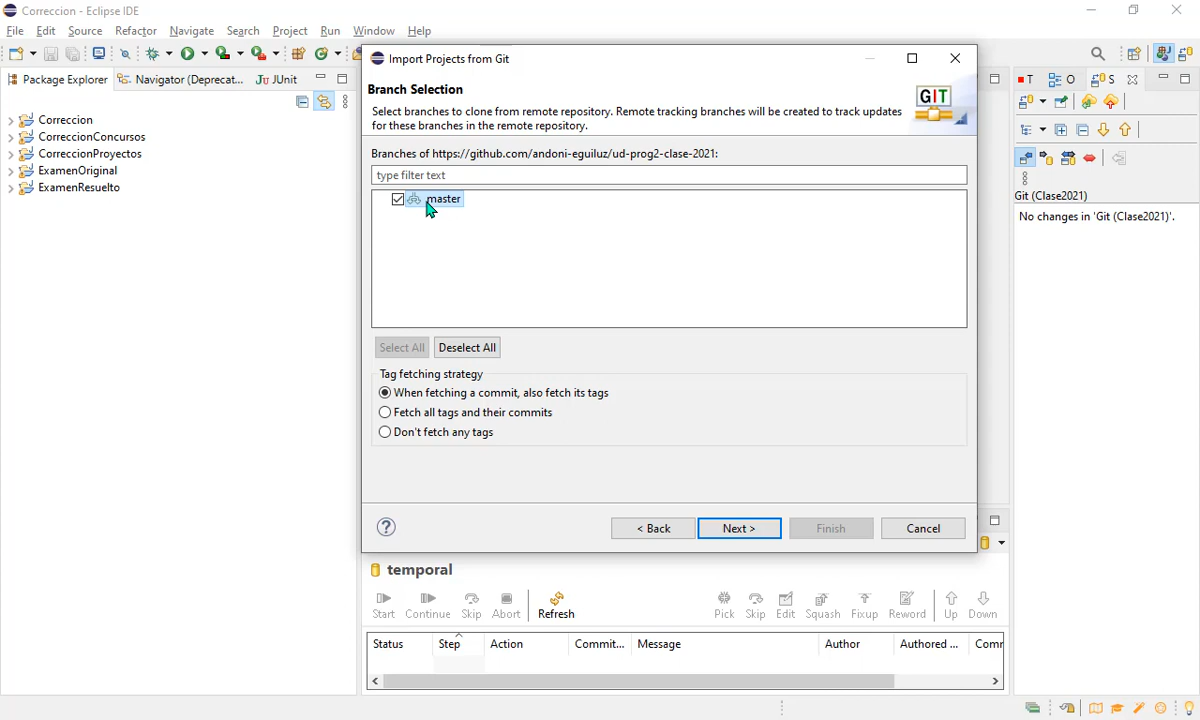 Correccion - Eclipse IDE
File Edit Source Refactor Navigate Search Project Run Window Help
Package Explorer Navigator (Deprecat... JUnit
Correccion
CorreccionConcursos
CorreccionProyectos
ExamenOriginal
ExamenResuelto
Import Projects from Git
Branch Selection
Select branches to clone from remote repository. Remote tracking branches will be created to track updates
for these branches in the remote repository.
GIT
Branches of https://github.com/andoni-eguiluz/ud-prog2-clase-2021:
type filter text
master
Select All Deselect All
Tag fetching strategy
When fetching a commit, also fetch its tags
Fetch all tags and their commits
Don't fetch any tags
< Back Next > Finish Cancel
T O S
Git (Clase2021)
No changes in 'Git (Clase2021)'.
temporal
Start Continue Skip Abort Refresh Pick Skip Edit Squash Fixup Reword Up Down
Status Step Action Commit... Message Author Authored ... Comm